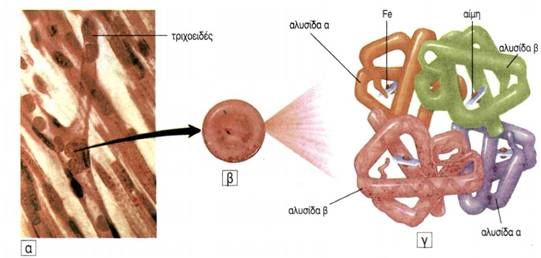 τριχοειδές
α
β
αλυσίδα α
Fe
αίμη
αλυσίδα β
αλυσίδα β
αλυσίδα α
γ